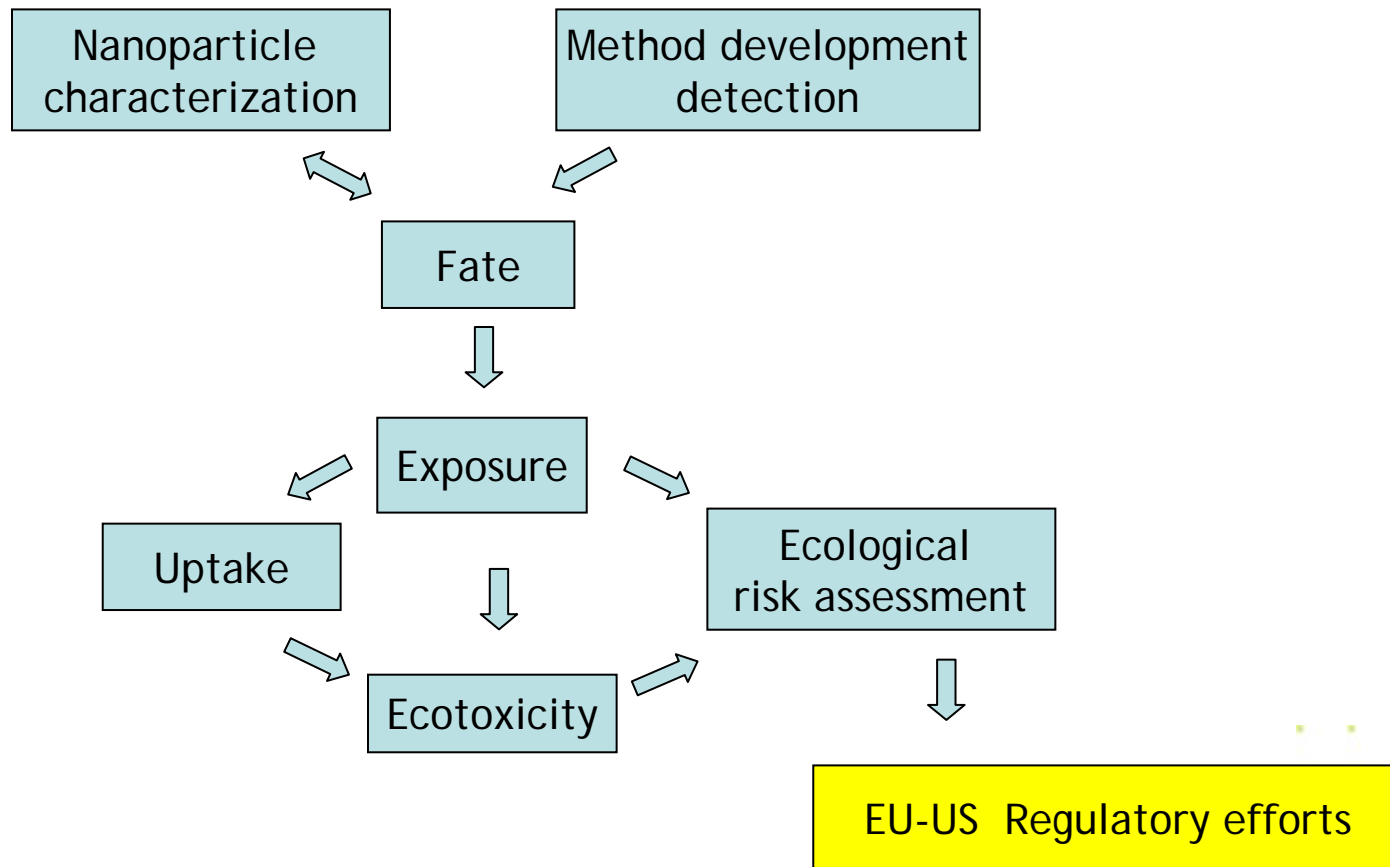 Nanoparticle
characterization
Method development
detection
Fate
Exposure
Uptake
Ecological
risk assessment
Ecotoxicity
EU-US Regulatory efforts